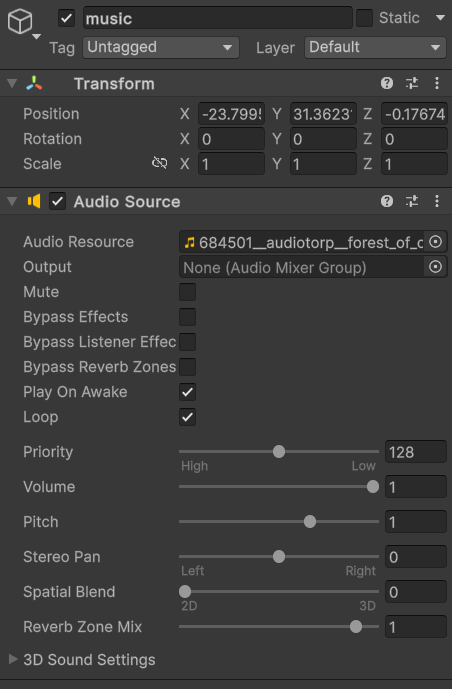 music Static
Tag Untagged Layer Default
Transform
Position X -23.799 Y 31.3623 Z -0.17674
Rotation X 0 Y 0 Z 0
Scale X 1 Y 1 Z 1
Audio Source
Audio Resource 684501__audiotorp__forest_of_c
Output None (Audio Mixer Group)
Mute
Bypass Effects
Bypass Listener Effec
Bypass Reverb Zones
Play On Awake
Loop
Priority 128
High Low
Volume 1
Pitch 1
Stereo Pan 0
Left Right
Spatial Blend 0
2D 3D
Reverb Zone Mix 1
3D Sound Settings